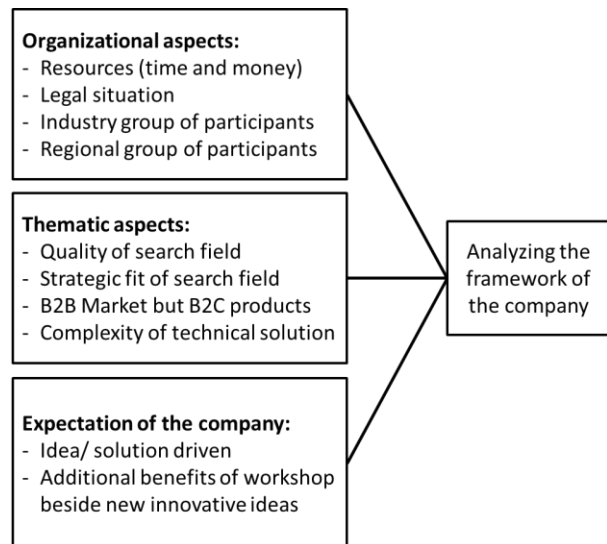 Organizational aspects:
- Resources (time and money)
- Legal situation
- Industry group of participants
- Regional group of participants
Thematic aspects:
- Quality of search field
- Strategic fit of search field
- B2B Market but B2C products
- Complexity of technical solution
Expectation of the company:
- Idea/ solution driven
- Additional benefits of workshop
beside new innovative ideas
Analyzing the
framework of
the company